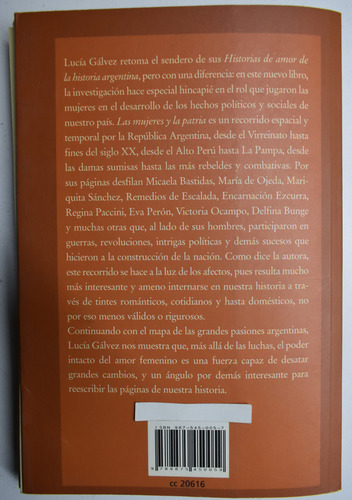 Lucía Gálvez retoma el sendero de sus Historias de amor de
la historia argentina, pero con una diferencia: en este nuevo libro,
la investigación hace especial hincapié en el rol que jugaron las
mujeres en el desarrollo de los hechos políticos y sociales de
nuestro país. Las mujeres y la patria es un recorrido espacial y
temporal por la República Argentina, desde el Virreinato hasta
fines del siglo XX, desde el Alto Perú hasta La Pampa, desde
las damas sumisas hasta las más rebeldes y combativas. Por
sus páginas desfilan Micaela Bastidas, María de Ojeda, Mari-
quita Sánchez, Remedios de Escalada, Encarnación Ezcurra,
Regina Paccini, Eva Perón, Victoria Ocampo, Delfina Bunge
y muchas otras que, al lado de sus hombres, participaron en
guerras, revoluciones, intrigas políticas y demás sucesos que
hicieron a la construcción de la nación. Como dice la autora,
este recorrido se hace a la luz de los afectos, pues resulta mucho
más interesante y ameno internarse en nuestra historia a tra-
vés de tintes románticos, cotidianos y hasta domésticos, no
por eso menos válidos o rigurosos.
Continuando con el mapa de las grandes pasiones argentinas,
Lucía Gálvez nos muestra que, más allá de las luchas, el poder
intacto del amor femenino es una fuerza capaz de desatar
grandes cambios, y un ángulo por demás interesante para
reescribir las páginas de nuestra historia.
ISBN 987-545-005-7
9 789875 450059
cc 20616